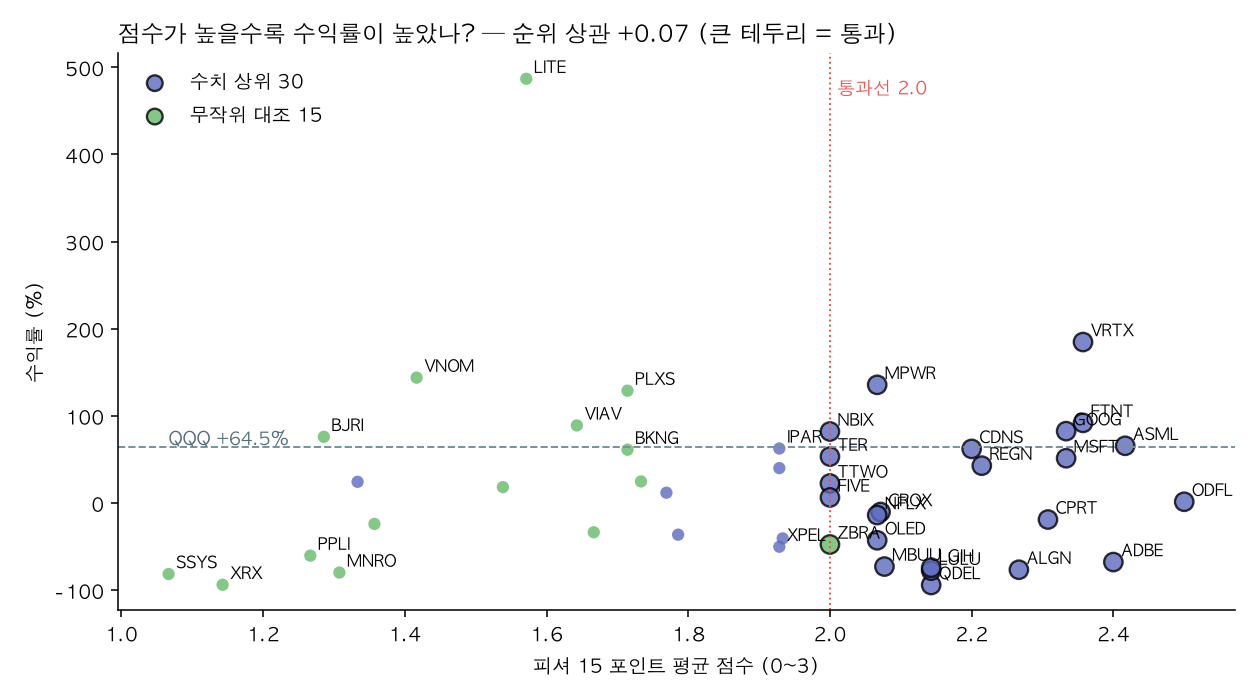 점수가 높을수록 수익률이 높았나? — 순위 상관 +0.07 (큰 테두리 = 통과)
수치 상위 30
무작위 대조 15
통과선 2.0
QQQ +64.5%
LITE
VNOM
PLXS
VIAV
BJRI
BKNG
SSYS
XRX
PPLI
MNRO
IPAR
NBIX
TER
TTWO
FIVE
XPEL
ZBRA
MPWR
CROX
NFLX
OLED
MBUU
LGIH
LULU
QDEL
CDNS
REGN
VRTX
FTNT
GOOG
MSFT
ASML
CPRT
ALGN
ADBE
ODFL
수익률 (%)
500
400
300
200
100
0
-100
1.0 1.2 1.4 1.6 1.8 2.0 2.2 2.4
피셔 15 포인트 평균 점수 (0~3)